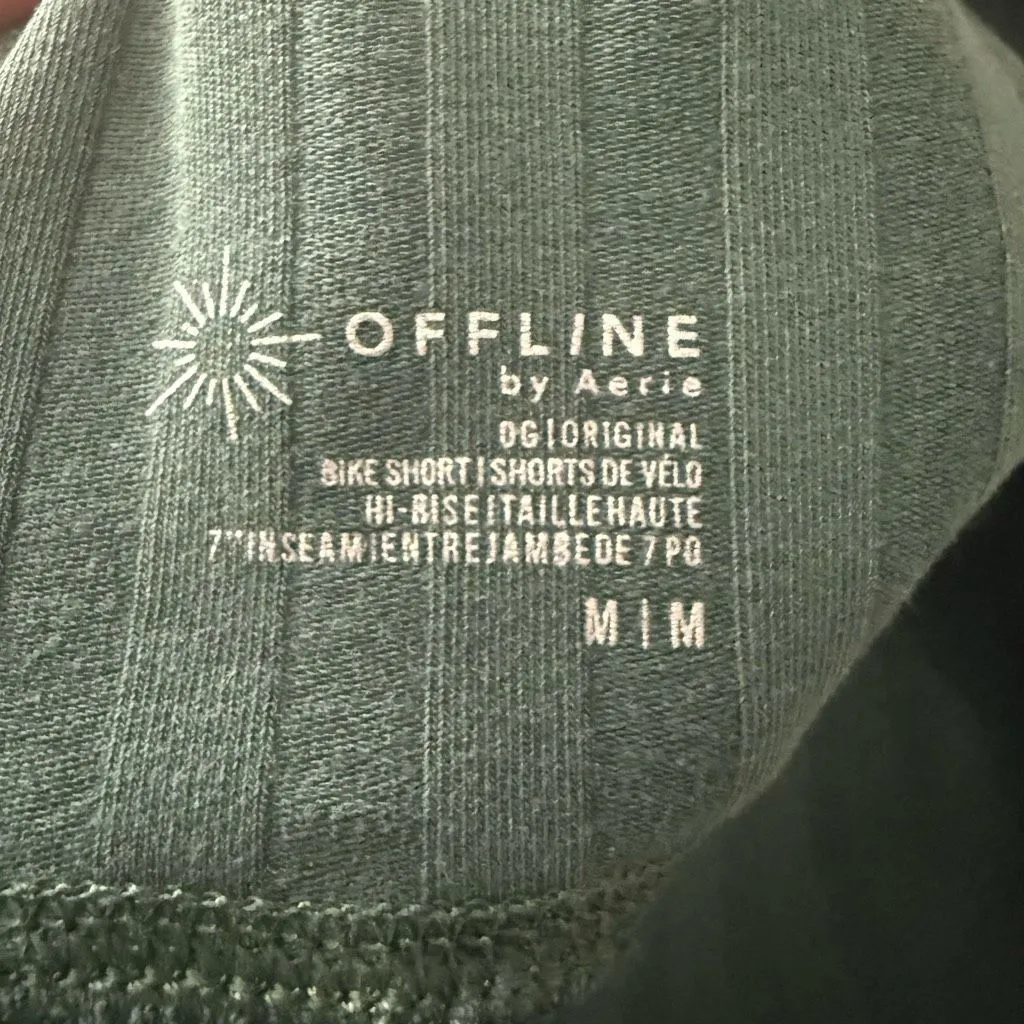 OFFLINE
by Aerie
OG|ORIGINAL
BIKE SHORT|SHORTS DE VÉLO
HI-RISE|TAILLE HAUTE
7" INSEAM|ENTREJAMBE DE 7 PO
M | M